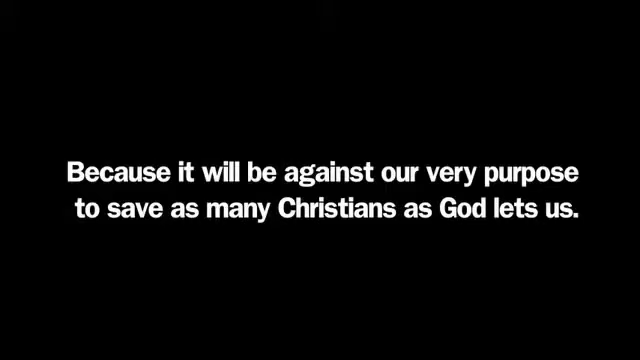 Because it will be against our very purpose
to save as many Christians as God lets us.